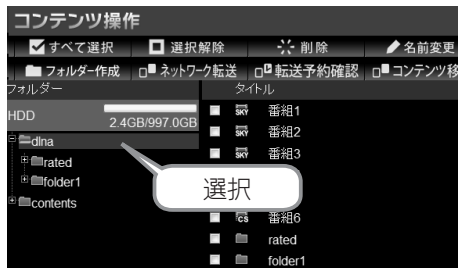 コンテンツ操作
すべて選択 選択解除 削除 名前変更
フォルダー作成 ネットワーク転送 転送予約確認 コンテンツ移
フォルダー タイトル
HDD 2.4GB/997.0GB
dlna
rated
folder1
contents
SKY 番組1
SKY 番組2
SKY 番組3
選択
CS 番組6
rated
folder1